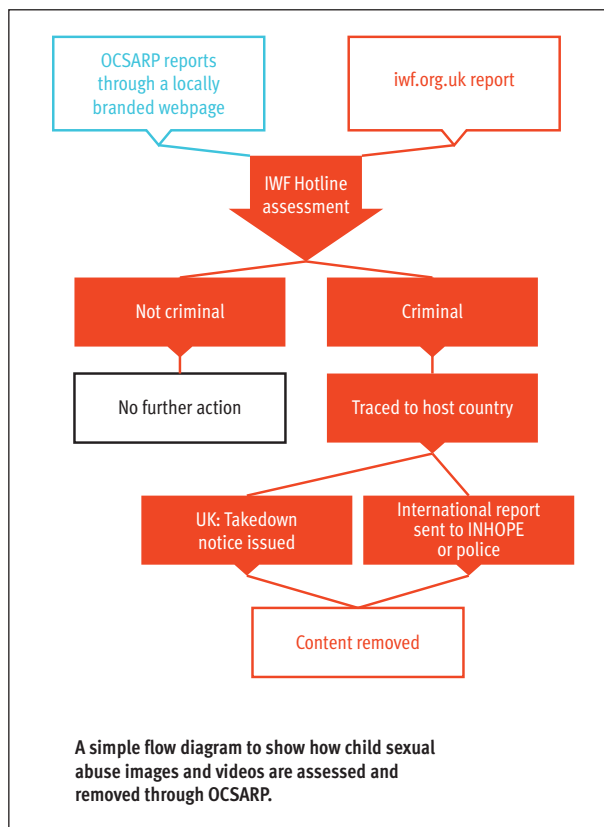 OCSARP reports
through a locally
branded webpage
iwf.org.uk report
IWF Hotline
assessment
Not criminal
Criminal
No further action
Traced to host country
UK: Takedown
notice issued
International report
sent to INHOPE
or police
Content removed
A simple flow diagram to show how child sexual
abuse images and videos are assessed and
removed through OCSARP.